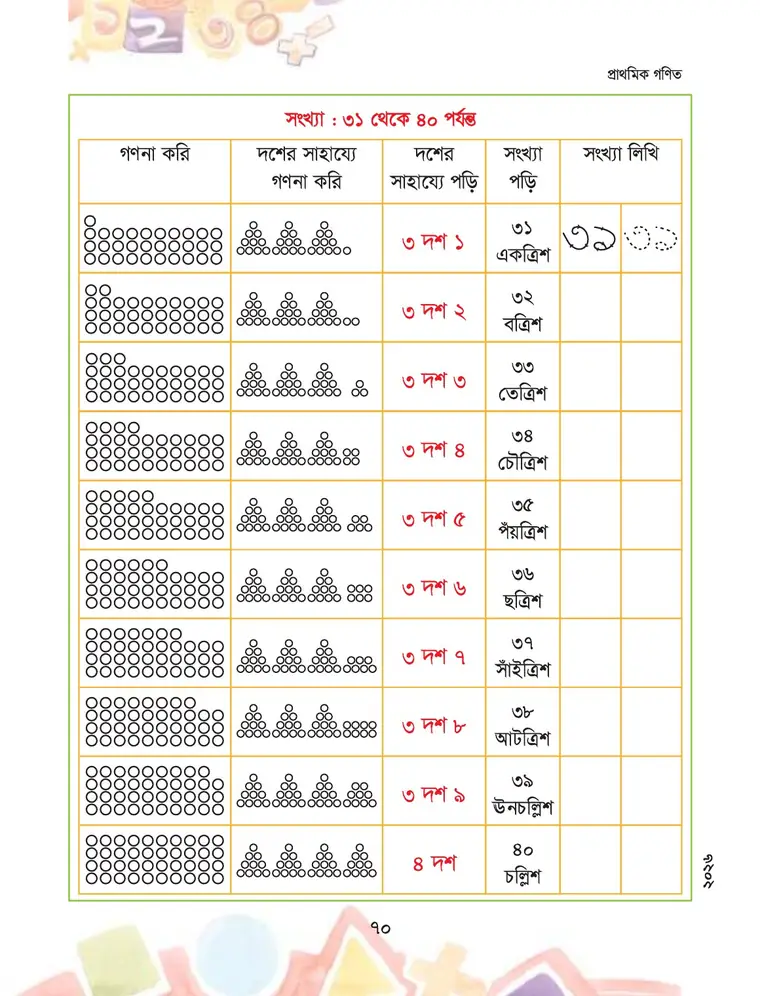 প্রাথমিক গণিত
সংখ্যা : ৩১ থেকে ৪০ পর্যন্ত
গণনা করি
দশের সাহায্যে
গণনা করি
দশের
সাহায্যে পড়ি
সংখ্যা
পড়ি
সংখ্যা লিখি
৩ দশ ১
৩১
একত্রিশ
৩১ ৩১
৩ দশ ২
৩২
বত্রিশ
৩ দশ ৩
৩৩
তেত্রিশ
৩ দশ ৪
৩৪
চৌত্রিশ
৩ দশ ৫
৩৫
পঁয়ত্রিশ
৩ দশ ৬
৩৬
ছত্রিশ
৩ দশ ৭
৩৭
সাঁইত্রিশ
৩ দশ ৮
৩৮
আটত্রিশ
৩ দশ ৯
৩৯
ঊনচল্লিশ
৪ দশ
৪০
চল্লিশ
২০২৬
৭০